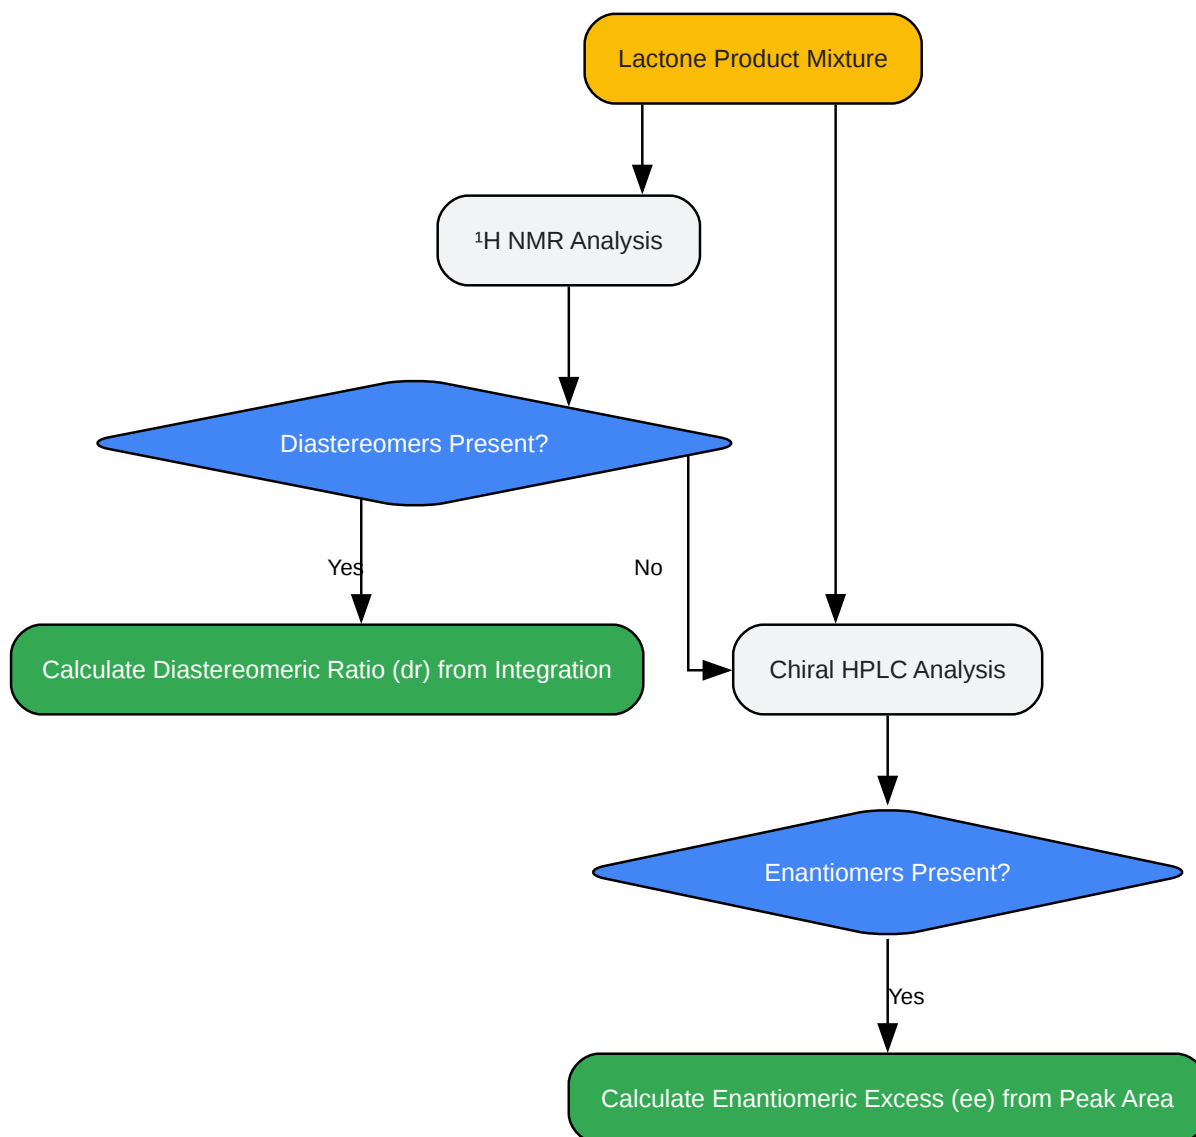 Lactone Product Mixture
¹H NMR Analysis
Diastereomers Present?
Yes
No
Calculate Diastereomeric Ratio (dr) from Integration
Chiral HPLC Analysis
Enantiomers Present?
Yes
Calculate Enantiomeric Excess (ee) from Peak Area